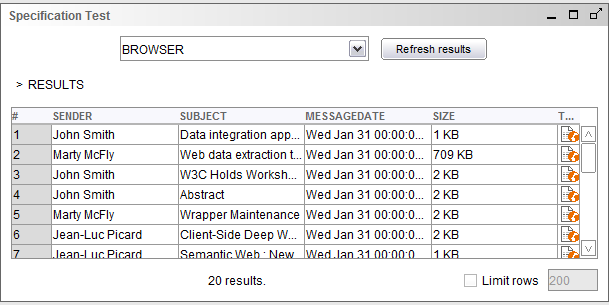 Specification Test
BROWSER Refresh results
> RESULTS
# SENDER SUBJECT MESSAGEDATE SIZE T...
1 John Smith Data integration app... Wed Jan 31 00:00:0... 1 KB
2 Marty McFly Web data extraction t... Wed Jan 31 00:00:0... 709 KB
3 John Smith W3C Holds Worksh... Wed Jan 31 00:00:0... 2 KB
4 John Smith Abstract Wed Jan 31 00:00:0... 2 KB
5 Marty McFly Wrapper Maintenance Wed Jan 31 00:00:0... 2 KB
6 Jean-Luc Picard Client-Side Deep W... Wed Jan 31 00:00:0... 2 KB
7 Jean-Luc Picard Semantic Web : New Wed Jan 31 00:00:0 1 KB
20 results. Limit rows 200